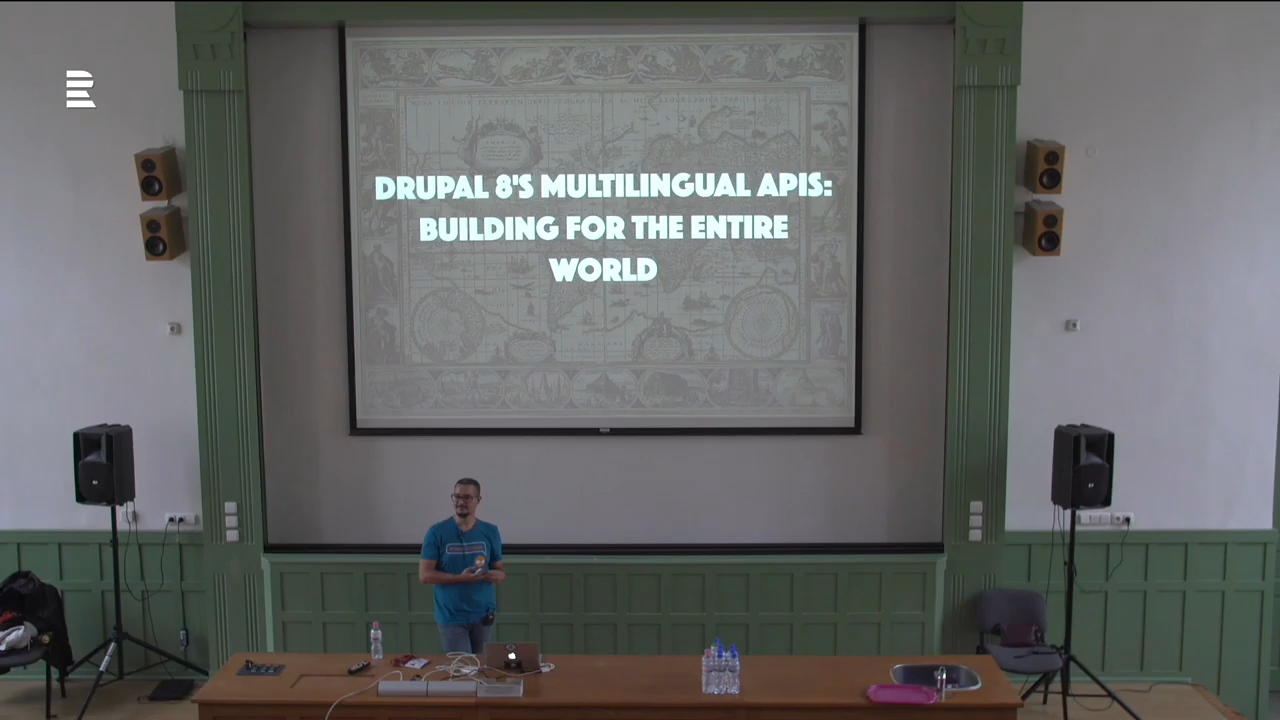 DRUPAL 8'S MULTILINGUAL APIS:
BUILDING FOR THE ENTIRE
WORLD